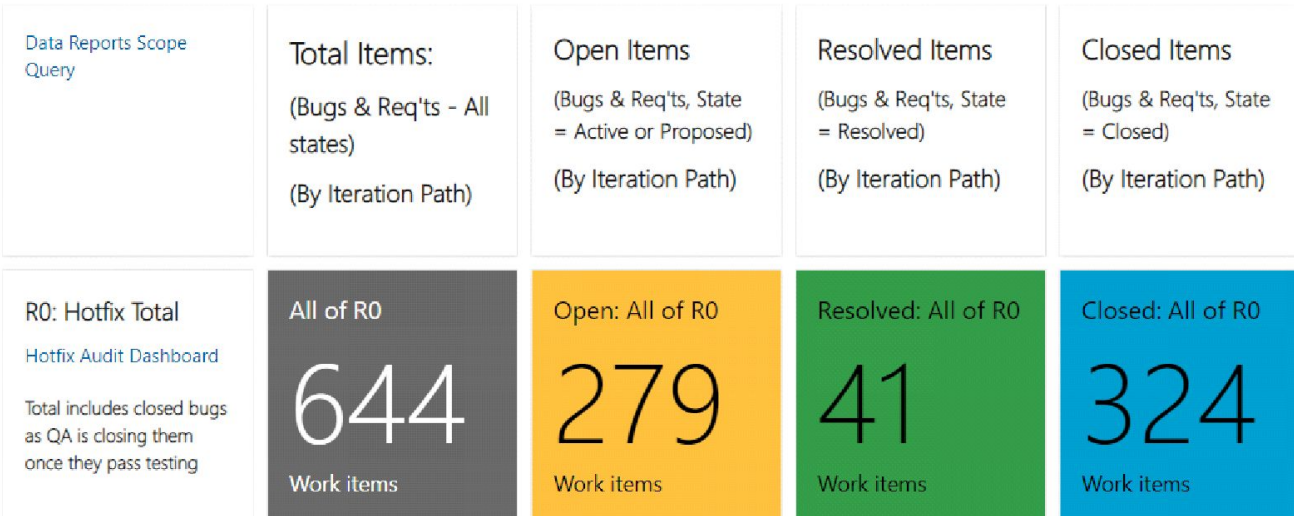 Data Reports Scope
Query
Total Items:
(Bugs & Req'ts - All
states)
(By Iteration Path)
Open Items
(Bugs & Req'ts, State
= Active or Proposed)
(By Iteration Path)
Resolved Items
(Bugs & Req'ts, State
= Resolved)
(By Iteration Path)
Closed Items
(Bugs & Req'ts, State
= Closed)
(By Iteration Path)
R0: Hotfix Total
Hotfix Audit Dashboard
Total includes closed bugs
as QA is closing them
once they pass testing
All of R0
644
Work items
Open: All of R0
279
Work items
Resolved: All of R0
41
Work items
Closed: All of R0
324
Work items